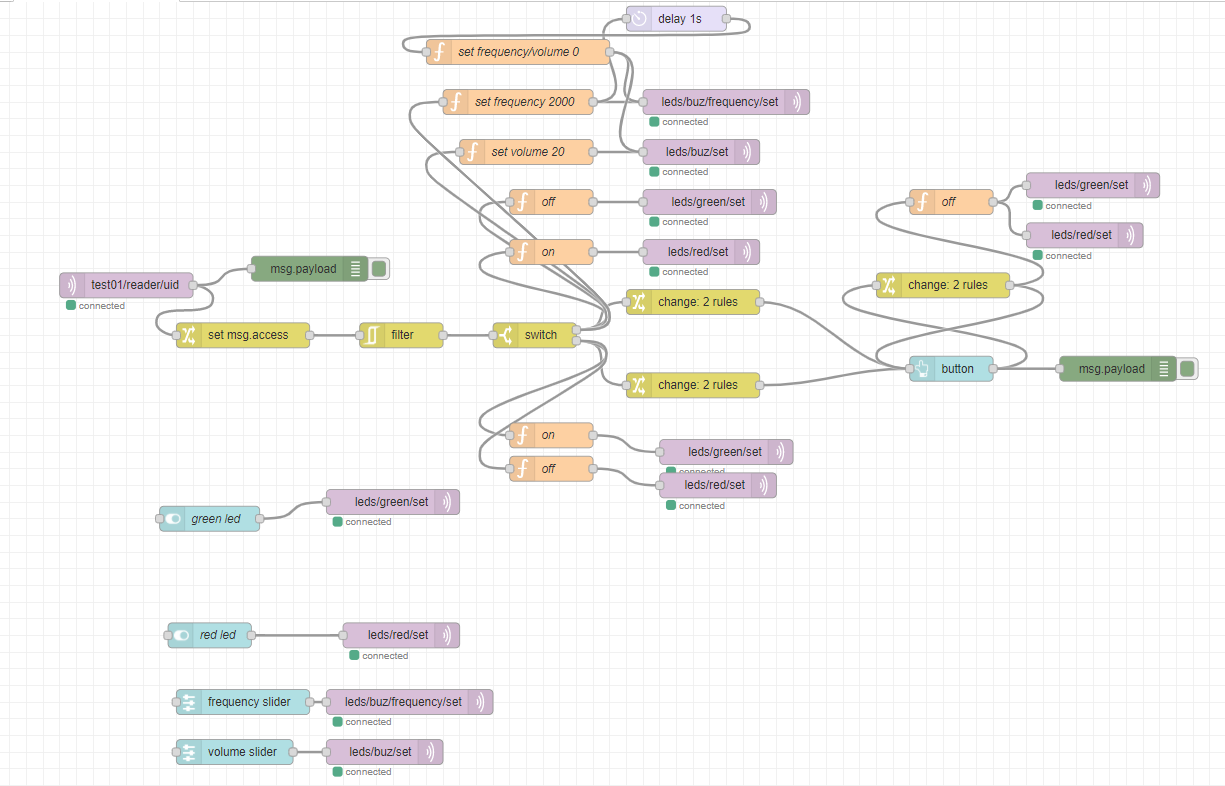 delay 1s
set frequency/volume 0
set frequency 2000
leds/buz/frequency/set
connected
set volume 20
leds/buz/set
connected
off
leds/green/set
connected
on
leds/red/set
connected
off
leds/green/set
connected
leds/red/set
connected
msg.payload
test01/reader/uid
connected
change: 2 rules
change: 2 rules
set msg.access
filter
switch
change: 2 rules
button
msg.payload
on
leds/green/set
connected
off
leds/red/set
connected
green led
leds/green/set
connected
red led
leds/red/set
connected
frequency slider
leds/buz/frequency/set
connected
volume slider
leds/buz/set
connected